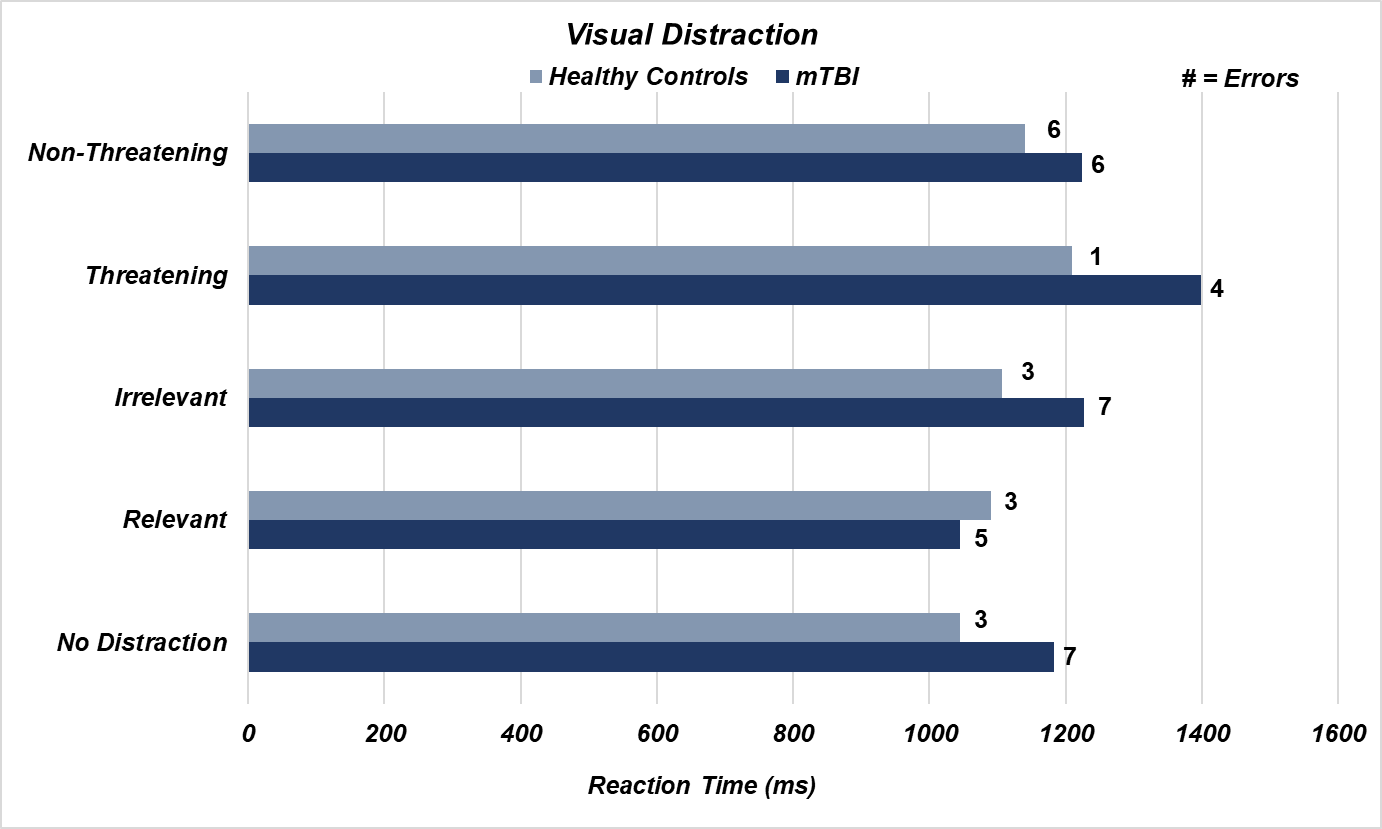 Visual Distraction
Healthy Controls mTBI
# = Errors
Non-Threatening
6
6
Threatening
1
4
Irrelevant
3
7
Relevant
3
5
No Distraction
3
7
0 200 400 600 800 1000 1200 1400 1600
Reaction Time (ms)